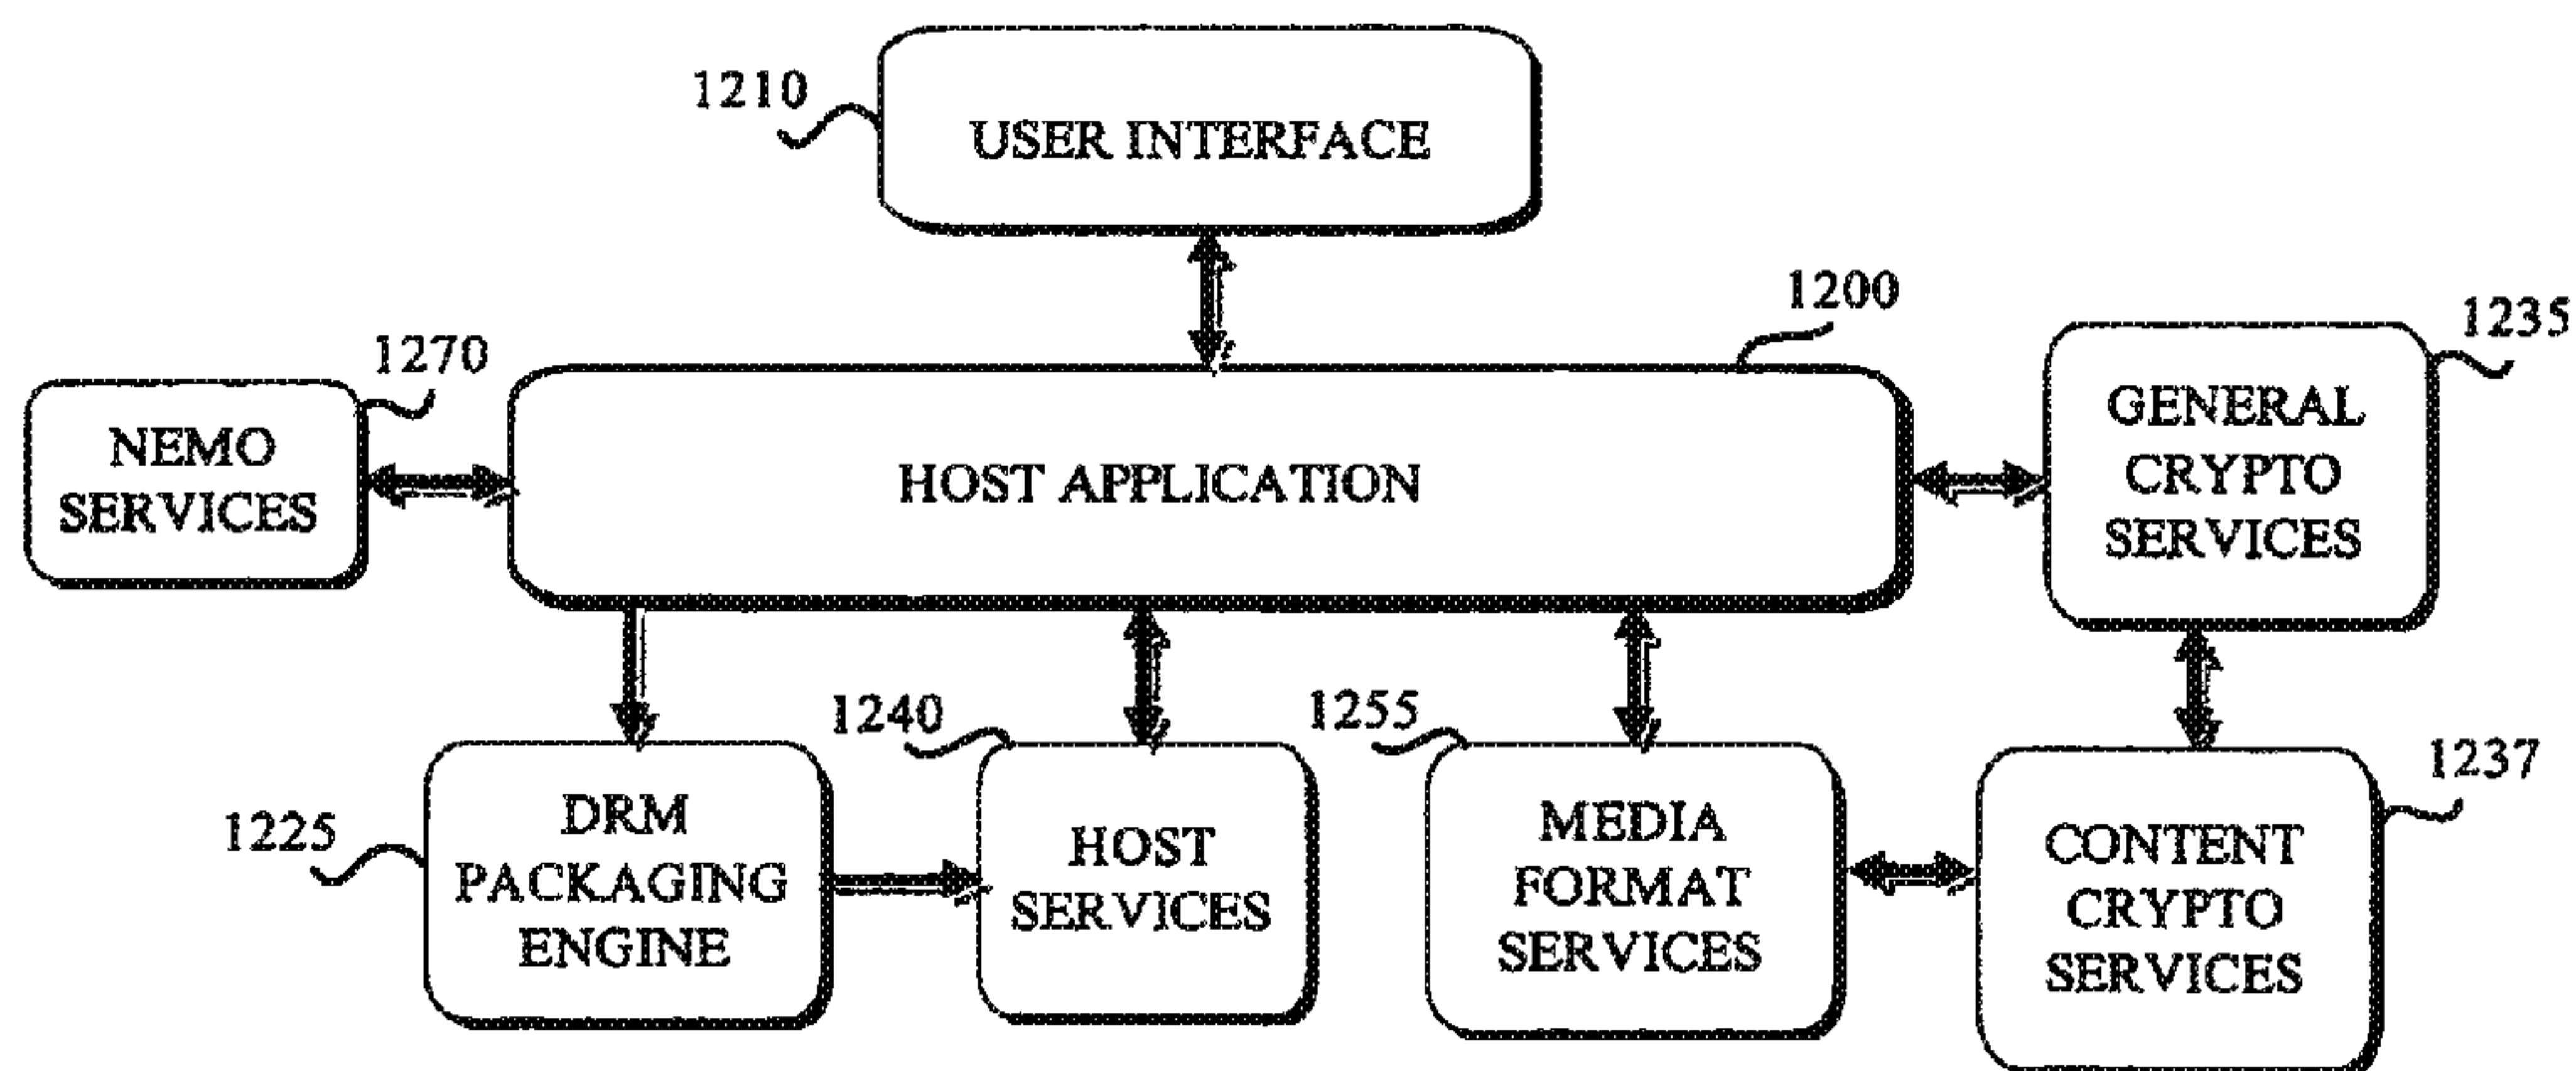 1210
USER INTERFACE
1200
1235
1270
NEMO
SERVICES
HOST APPLICATION
GENERAL
CRYPTO
SERVICES
1240
1255
1237
1225
DRM
PACKAGING
ENGINE
HOST
SERVICES
MEDIA
FORMAT
SERVICES
CONTENT
CRYPTO
SERVICES